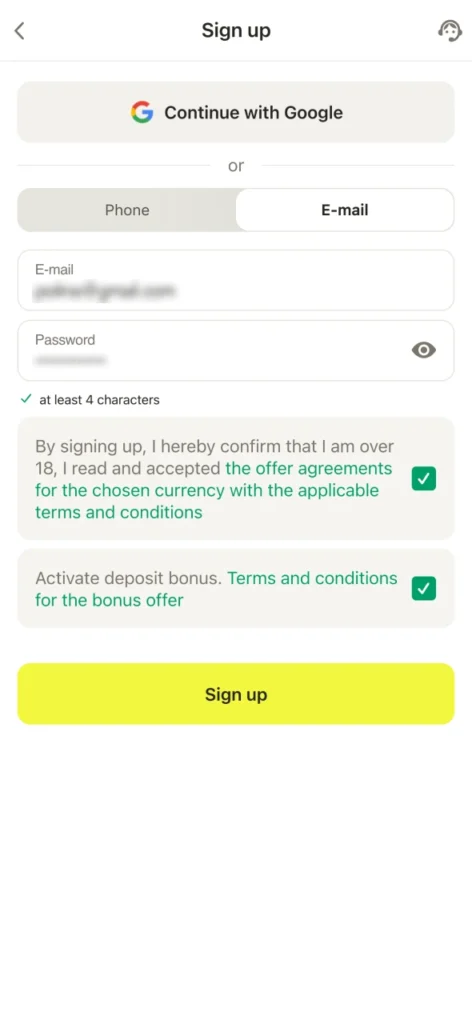 Sign up
Continue with Google
or
Phone
E-mail
E-mail
Password
at least 4 characters
By signing up, I hereby confirm that I am over
18, I read and accepted the offer agreements
for the chosen currency with the applicable
terms and conditions
Activate deposit bonus. Terms and conditions
for the bonus offer
Sign up